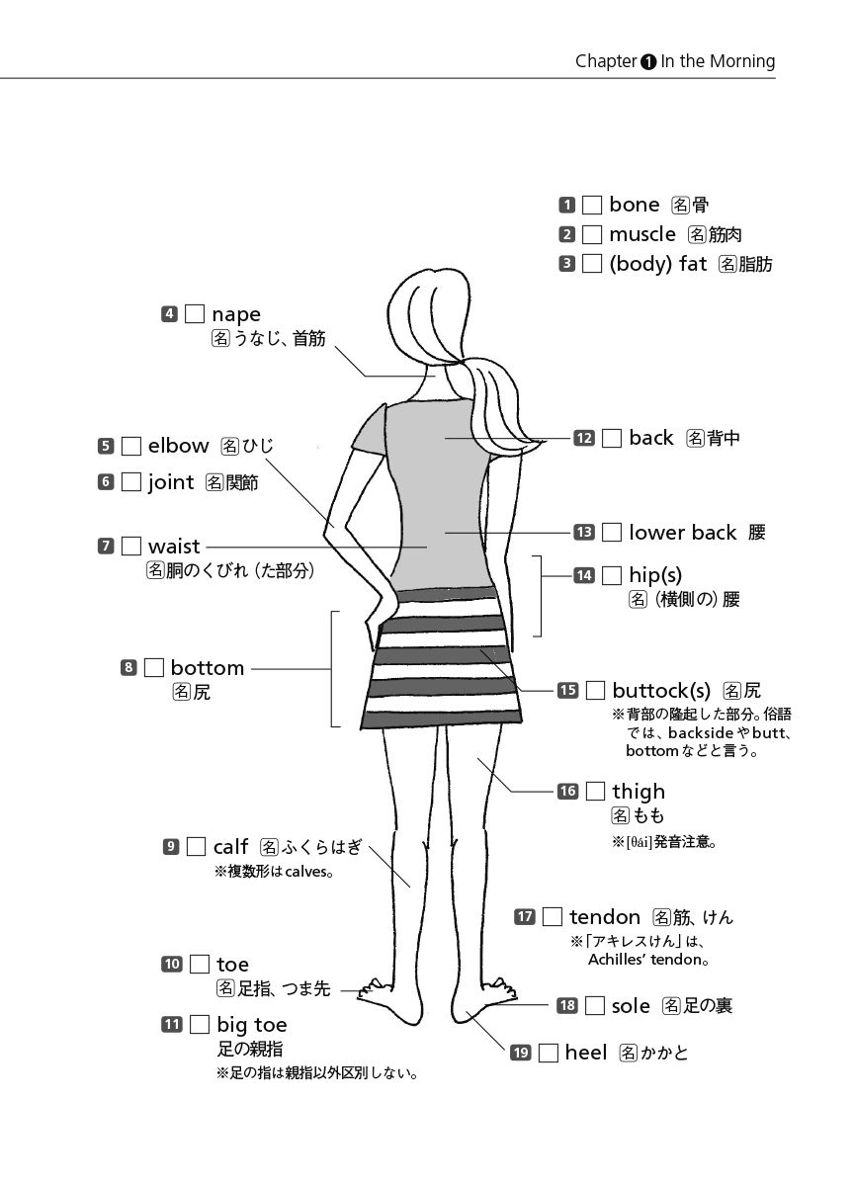 Chapter❶In the Morning
1 □ bone 名骨
2 □ muscle 名筋肉
3 □ (body) fat 名脂肪
4 □ nape
名うなじ、首筋
5 □ elbow 名ひじ
6 □ joint 名関節
7 □ waist
名胴のくびれ(た部分)
8 □ bottom
名尻
9 □ calf 名ふくらはぎ
※複数形はcalves。
10 □ toe
名足指、つま先
11 □ big toe
足の親指
※足の指は親指以外区別しない。
12 □ back 名背中
13 □ lower back 腰
14 □ hip(s)
名(横側の)腰
15 □ buttock(s) 名尻
※背部の隆起した部分。俗語
では、backsideやbutt、
bottomなどと言う。
16 □ thigh
名もも
※[θái]発音注意。
17 □ tendon 名筋、けん
※「アキレスけん」は、
Achilles’ tendon。
18 □ sole 名足の裏
19 □ heel 名かかと